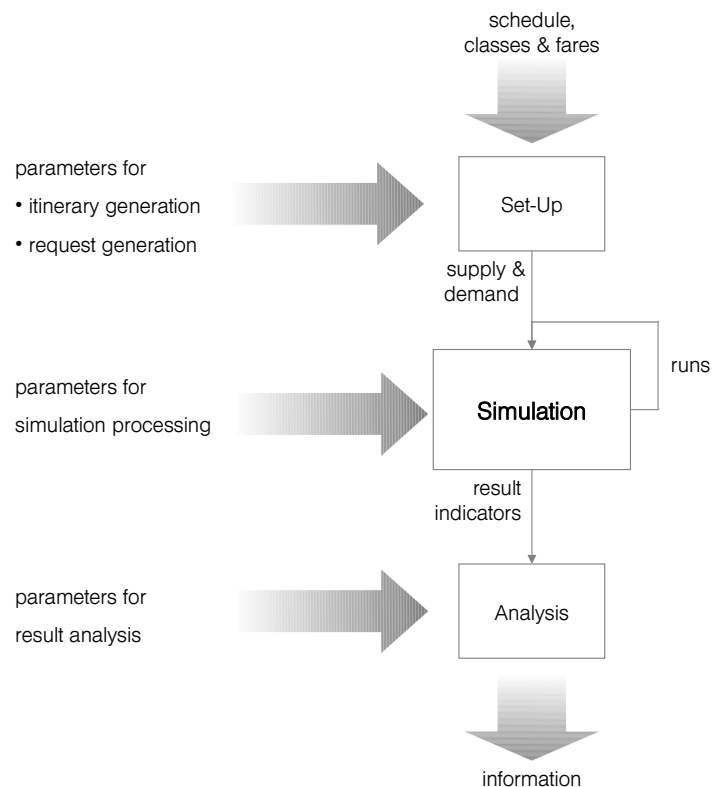 schedule,
classes & fares
parameters for
• itinerary generation
• request generation
Set-Up
supply &
demand
runs
parameters for
simulation processing
Simulation
result
indicators
parameters for
result analysis
Analysis
information